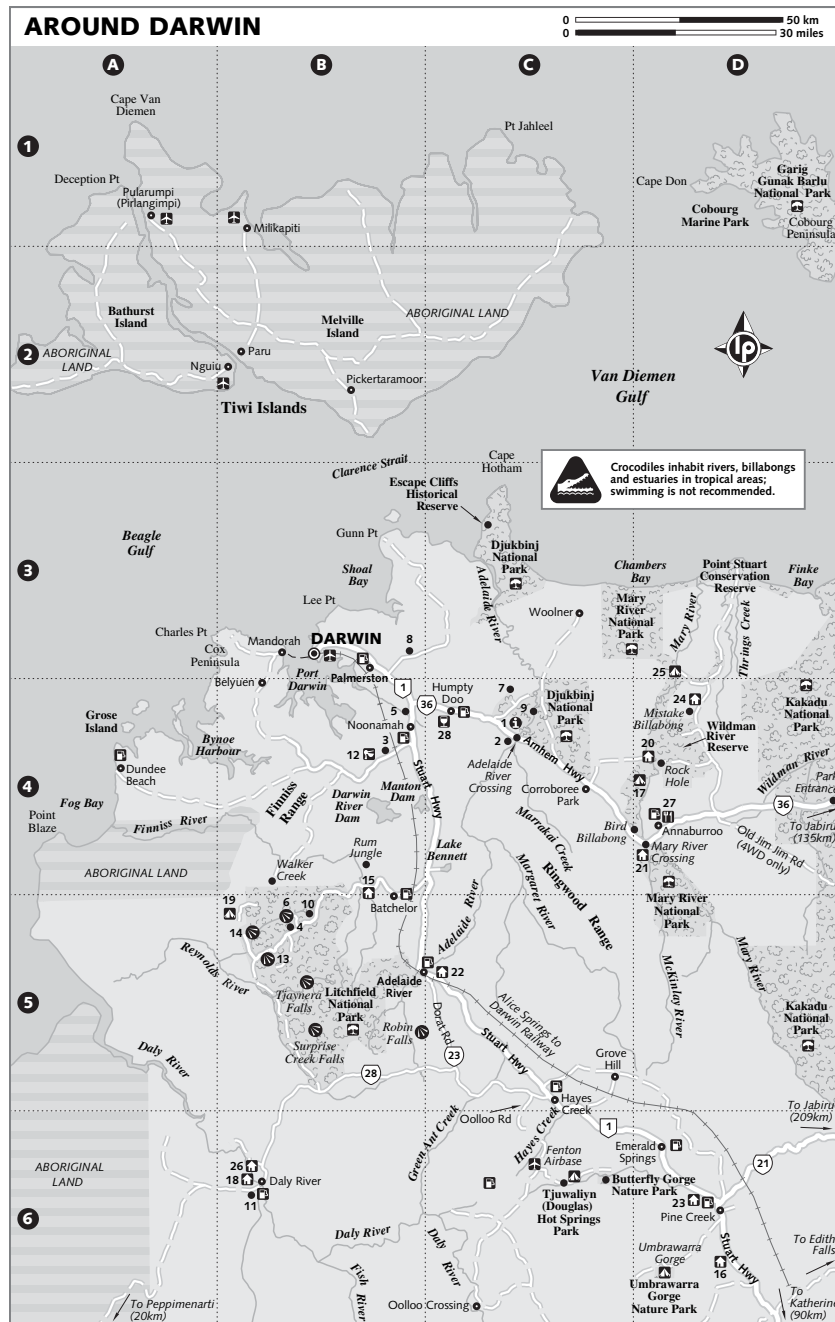 AROUND DARWIN
0 50 km
0 30 miles
A B C D
1
Cape Van
Diemen
Pt Jahleel
Deception Pt
Pularumpi
(Pirlangimpi)
Milikapiti
Cape Don
Garig
Gunak Barlu
National Park
Cobourg
Marine Park
Cobourg
Peninsula
2
Bathurst
Island
Melville
Island
ABORIGINAL LAND
ABORIGINAL
LAND
Paru
Nguiu
Pickertaramoor
Tiwi Islands
lp
Van Diemen
Gulf
Clarence Strait
Cape
Hotham
Crocodiles inhabit rivers, billabongs
and estuaries in tropical areas;
swimming is not recommended.
Escape Cliffs
Historical
Reserve
3
Beagle
Gulf
Gunn Pt
Shoal
Bay
Djukbinj
National
Park
Adelaide River
Chambers
Bay
Point Stuart
Conservation
Reserve
Finke
Bay
Lee Pt
Woolner
Mary
River
National
Park
Mary River
Thrings Creek
Charles Pt
Cox
Peninsula
Mandorah
DARWIN
8
Palmerston
Port
Darwin
Belyuen
1
36
Humpty
Doo
7
25
24
Mistake
Billabong
Kakadu
National
Park
Grose
Island
5
Noonamah
28
9
1
2
Djukbinj
National
Park
Wildman
River
Reserve
Bynoe
Harbour
3
12
Adelaide
River
Crossing
Arnhem Hwy
20
Rock
Hole
Wildman River
Park
Entrance
4
Dundee
Beach
Finniss
Range
Darwin
River
Dam
Manton
Dam
Stuart Hwy
Corroboree
Park
17
27
36
Fog Bay
Point
Blaze
Finniss River
Annaburroo
To Jabiru
(135km)
Old Jim Jim Rd
(4WD only)
Bird
Billabong
Mary River
Crossing
21
Marrakai Creek
Margaret River
Ringwood Range
Lake
Bennett
Rum
Jungle
Walker
Creek
ABORIGINAL LAND
15
Batchelor
Adelaide River
Mary River
National
Park
19
6
10
4
14
13
Reynolds River
Adelaide
River
22
Mary River
McKinlay River
5
Tjaynera
Falls
Litchfield
National
Park
Robin
Falls
Surprise
Creek Falls
Dorat Rd
Alice Springs to
Darwin Railway
Stuart Hwy
Kakadu
National
Park
Daly River
28
23
Grove
Hill
Hayes
Creek
Oolloo Rd
1
To Jabiru
(209km)
Green Ant Creek
Hayes Creek
Emerald
Springs
21
ABORIGINAL
LAND
26
18
Daly River
11
Fenton
Airbase
Butterfly Gorge
Nature Park
Tjuwaliyn
(Douglas)
Hot Springs
Park
23
Pine Creek
6
Daly River
Daly
River
Fish River
Umbrawarra
Gorge
16
Stuart Hwy
To Edith
Falls
Umbrawarra
Gorge
Nature Park
To Peppimenarti
(20km)
Oolloo Crossing
To
Katherine
(90km)